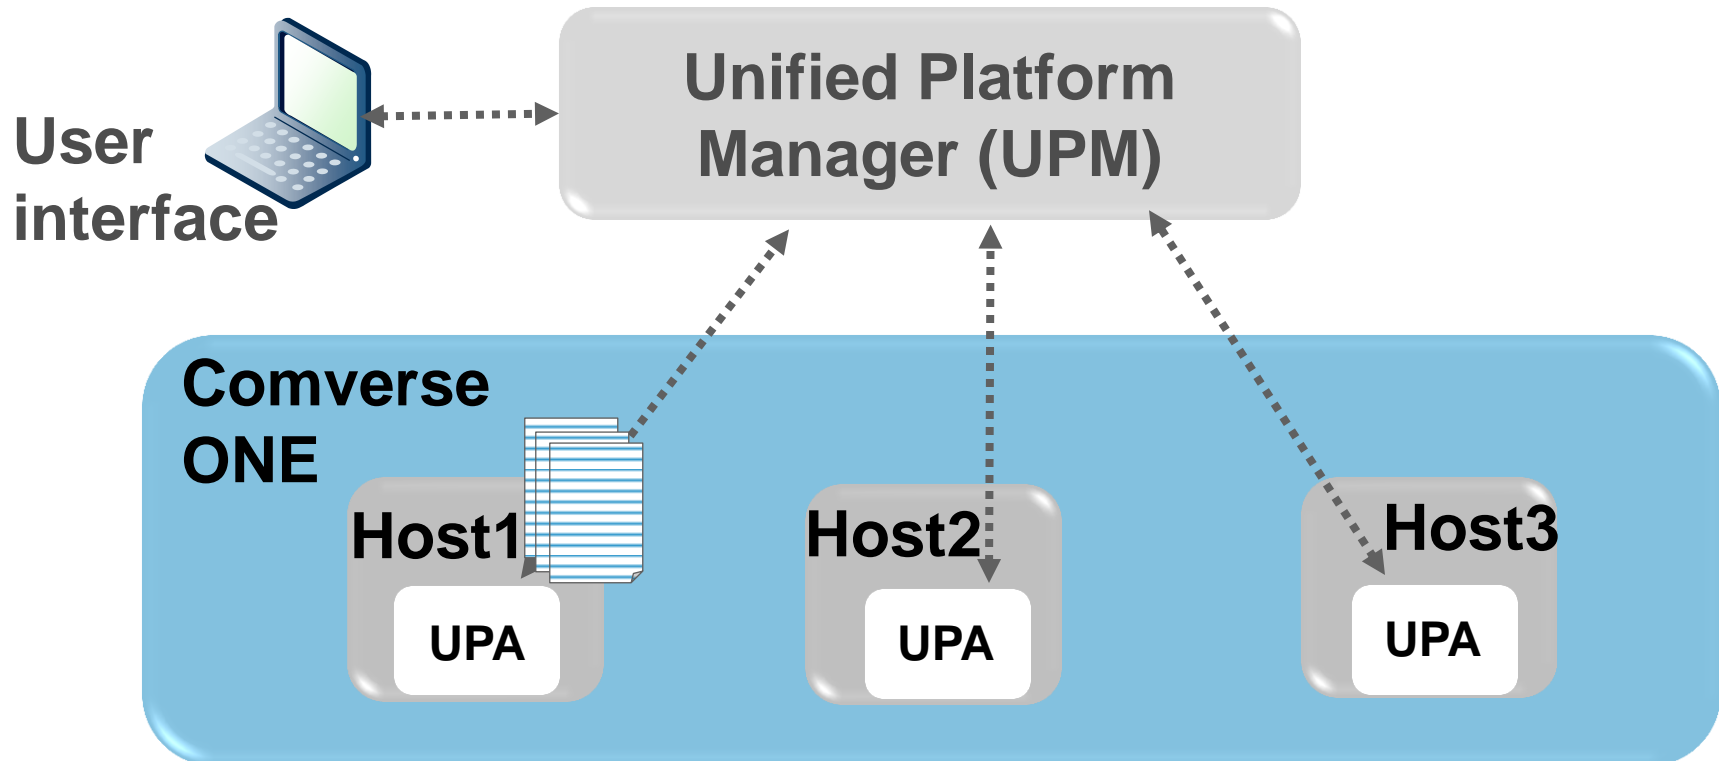 Unified Platform
Manager (UPM)
User
interface
Comverse
ONE
Host1
Host2
Host3
UPA
UPA
UPA